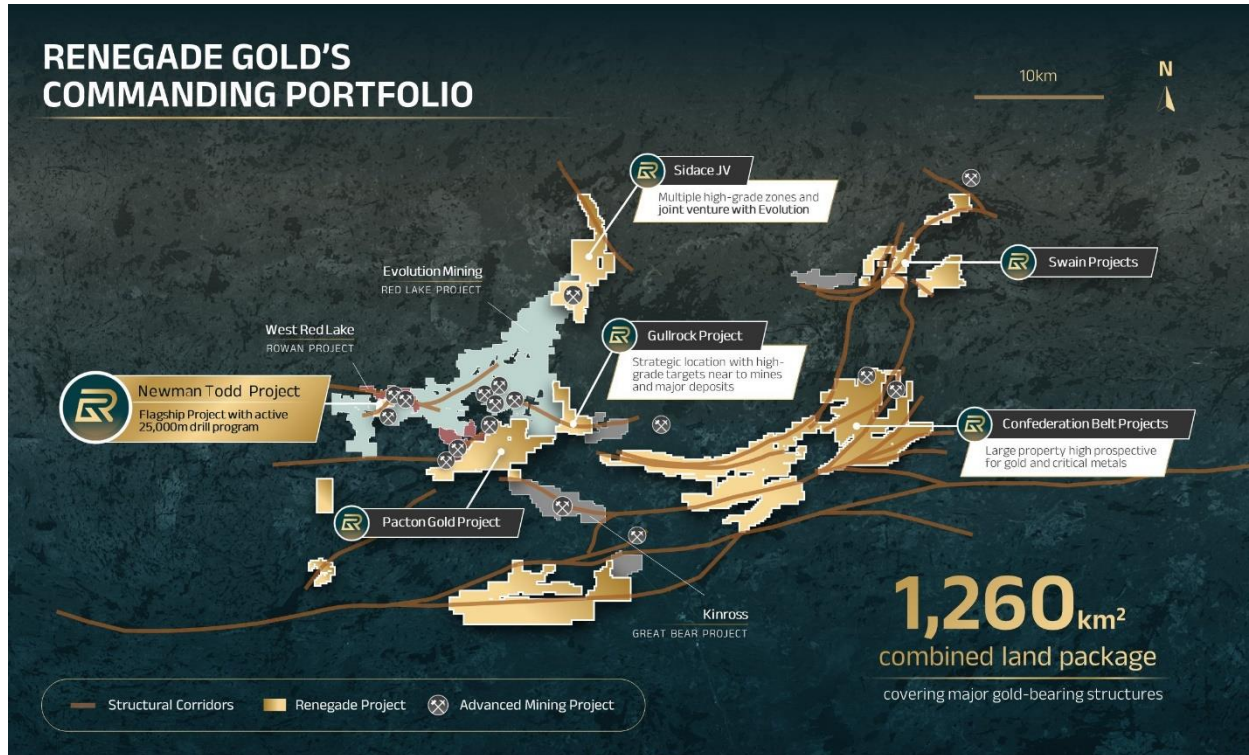 RENEGADE GOLD'S
COMMANDING PORTFOLIO
10km
N
Sidace JV
Multiple high-grade zones and
joint venture with Evolution
Evolution Mining
RED LAKE PROJECT
Swain Projects
West Red Lake
ROWAN PROJECT
Gullrock Project
Strategic location with high-
grade targets near to mines
and major deposits
Newman Todd Project
Flagship Project with active
25,000m drill program
Confederation Belt Projects
Large property high prospective
for gold and critical metals
Pacton Gold Project
Kinross
GREAT BEAR PROJECT
1,260 km²
combined land package
covering major gold-bearing structures
Structural Corridors
Renegade Project
Advanced Mining Project